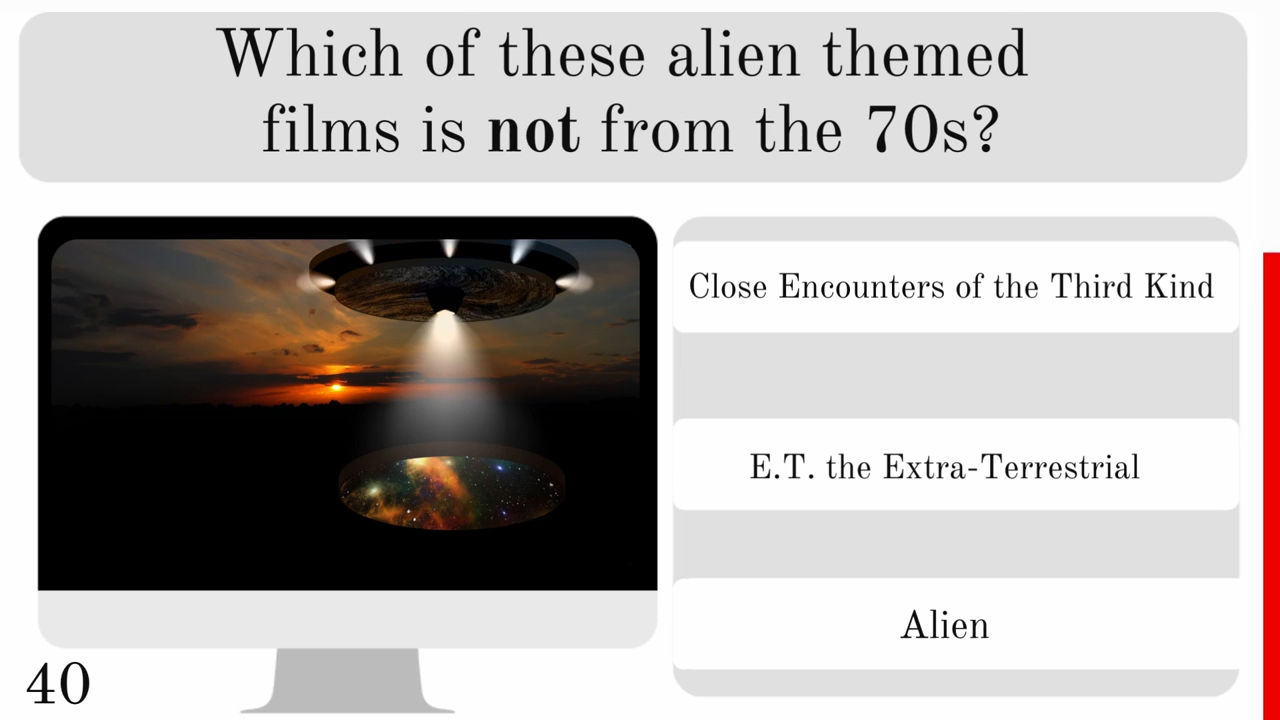 Which of these alien themed
films is not from the 70s?
Close Encounters of the Third Kind
E.T. the Extra-Terrestrial
Alien
40